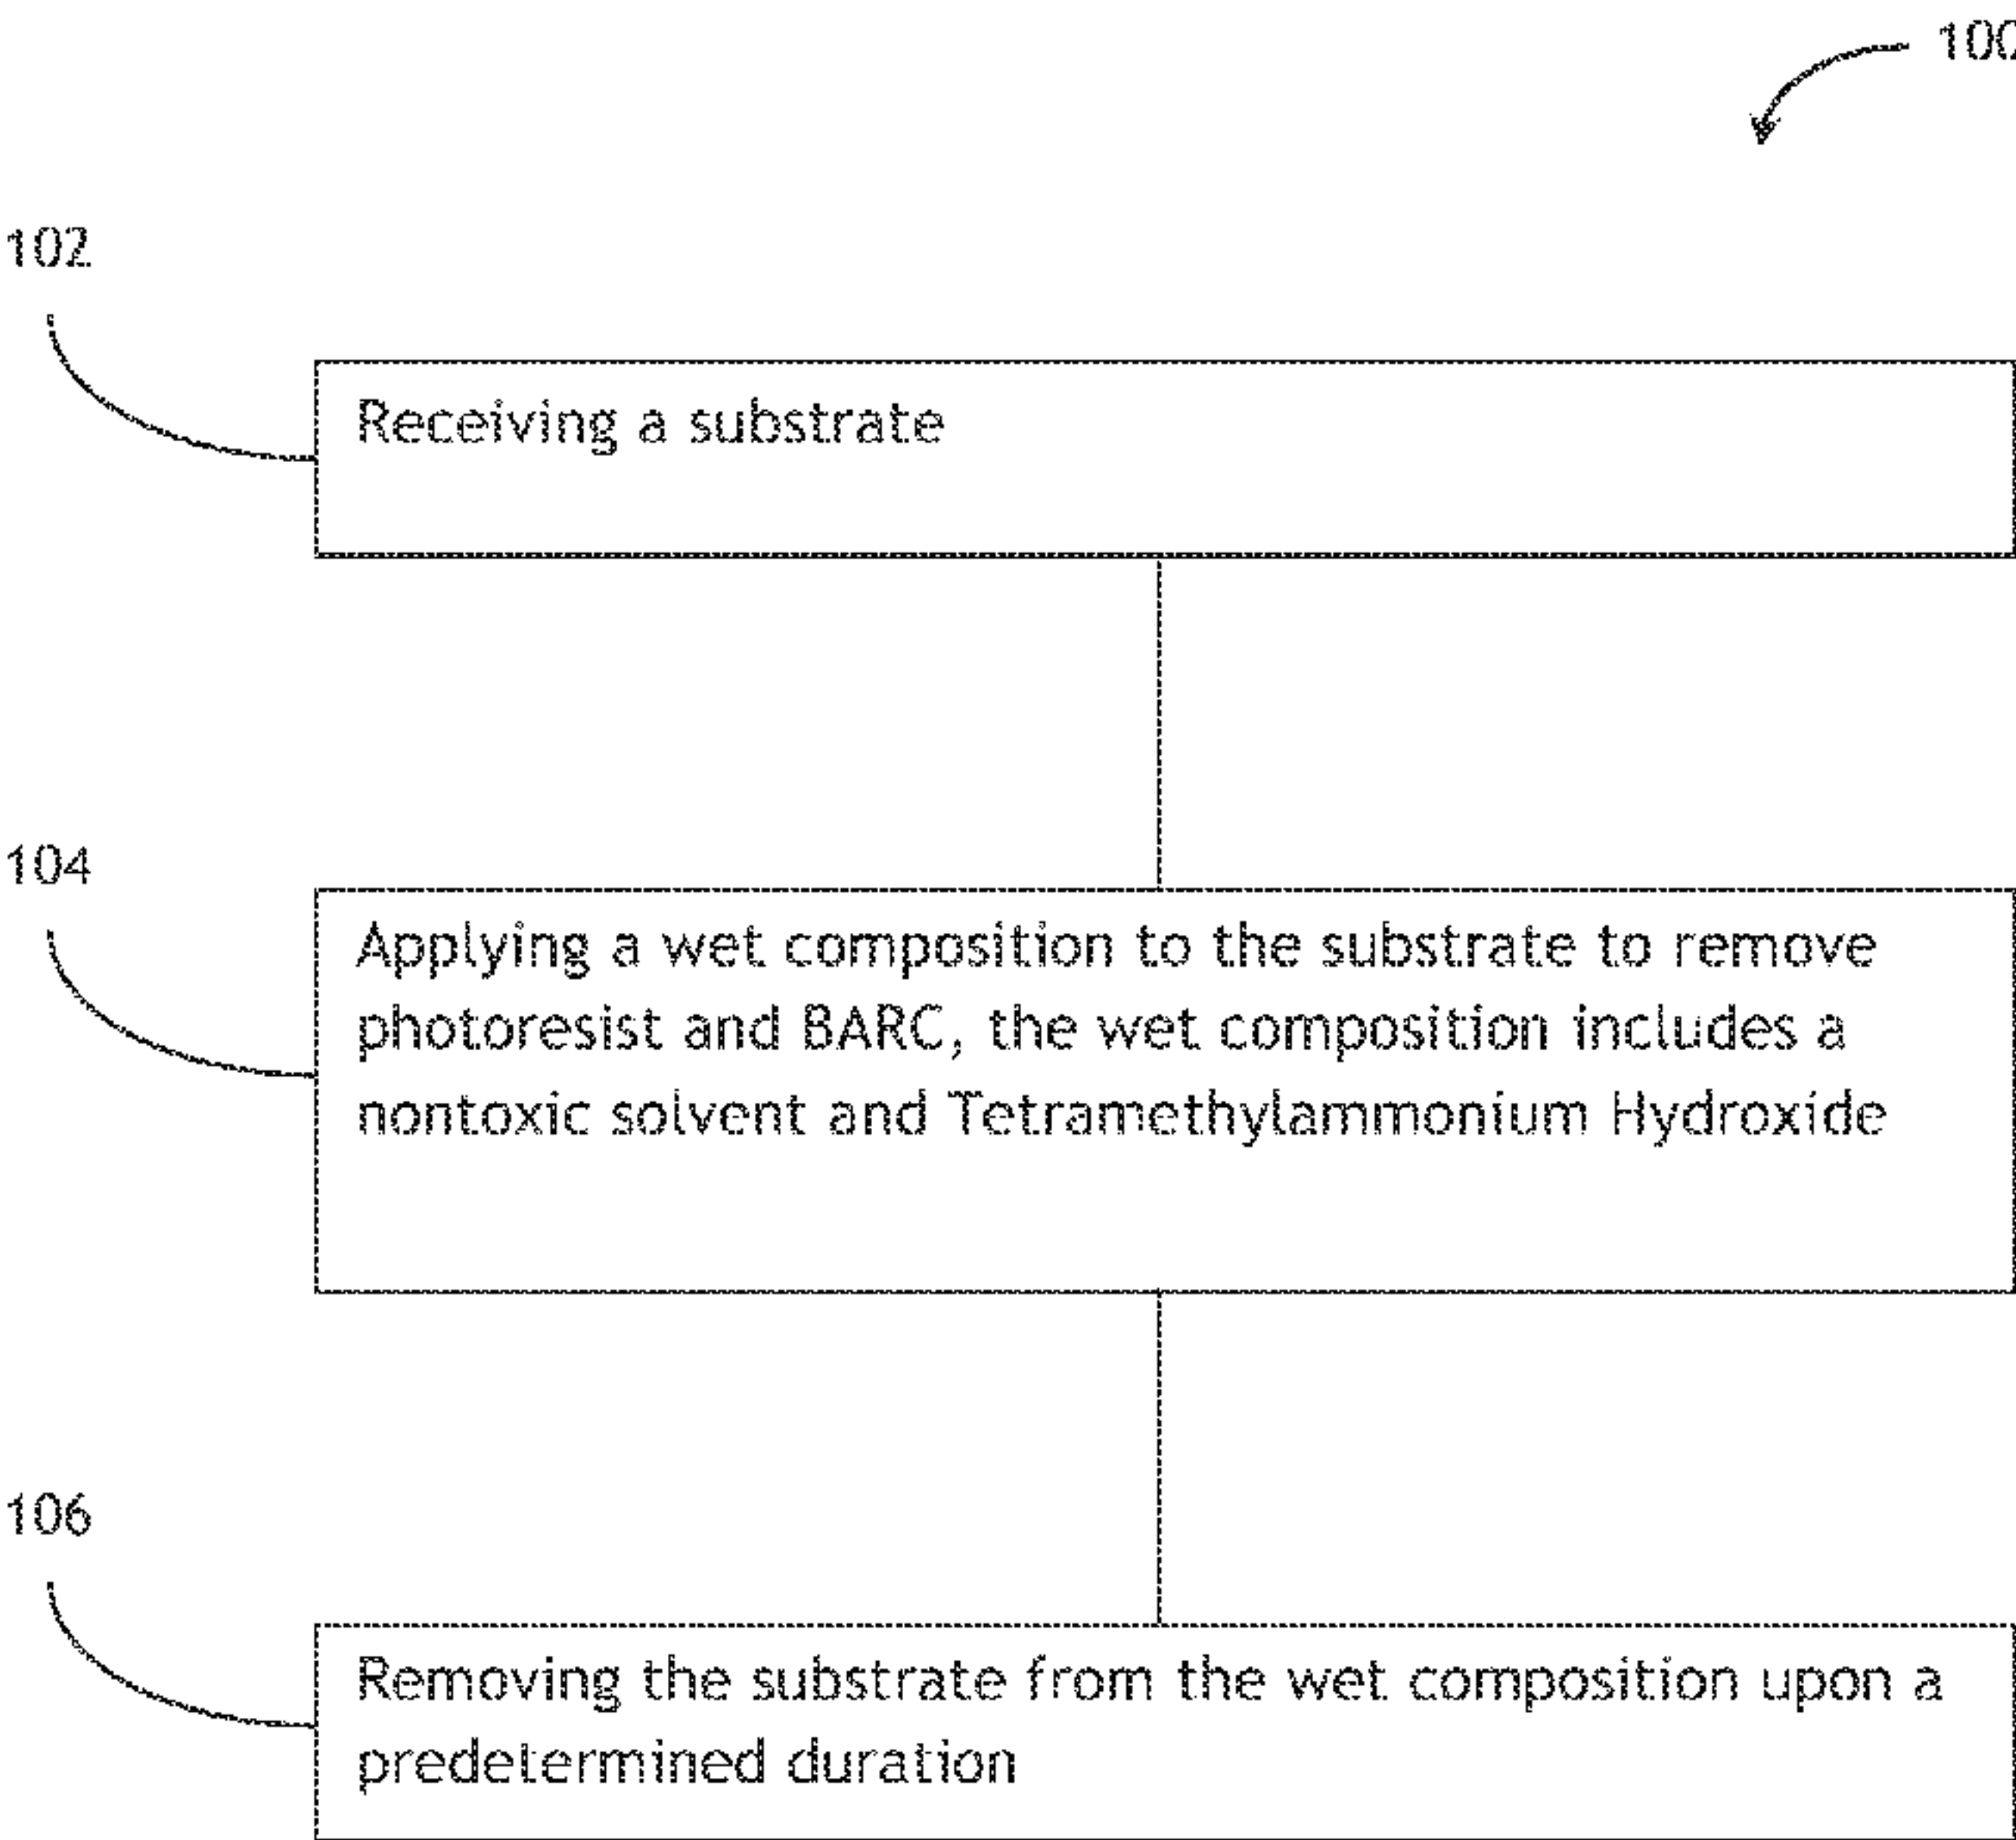 100
102
Receiving a substrate
104
Applying a wet composition to the substrate to remove
photoresist and BARC, the wet composition includes a
nontoxic solvent and Tetramethylammonium Hydroxide
106
Removing the substrate from the wet composition upon a
predetermined duration